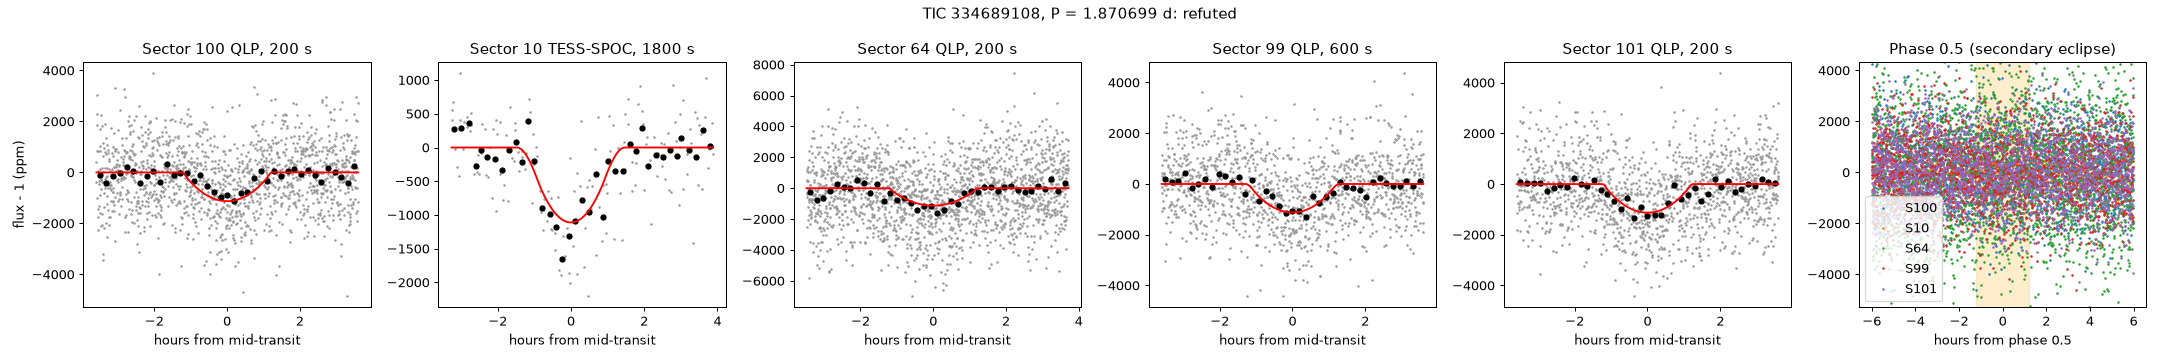 TIC 334689108, P = 1.870699 d: refuted
Sector 100 QLP, 200 s
Sector 10 TESS-SPOC, 1800 s
Sector 64 QLP, 200 s
Sector 99 QLP, 600 s
Sector 101 QLP, 200 s
Phase 0.5 (secondary eclipse)
flux - 1 (ppm)
4000
2000
0
−2000
−4000
1000
500
0
−500
−1000
−1500
−2000
8000
6000
4000
2000
0
−2000
−4000
−6000
4000
2000
0
−2000
−4000
4000
2000
0
−2000
−4000
4000
2000
0
−2000
−4000
S100
S10
S64
S99
S101
−2 0 2
−2 0 2 4
−2 0 2 4
−2 0 2
−2 0 2
−6 −4 −2 0 2 4 6
hours from mid-transit
hours from mid-transit
hours from mid-transit
hours from mid-transit
hours from mid-transit
hours from phase 0.5